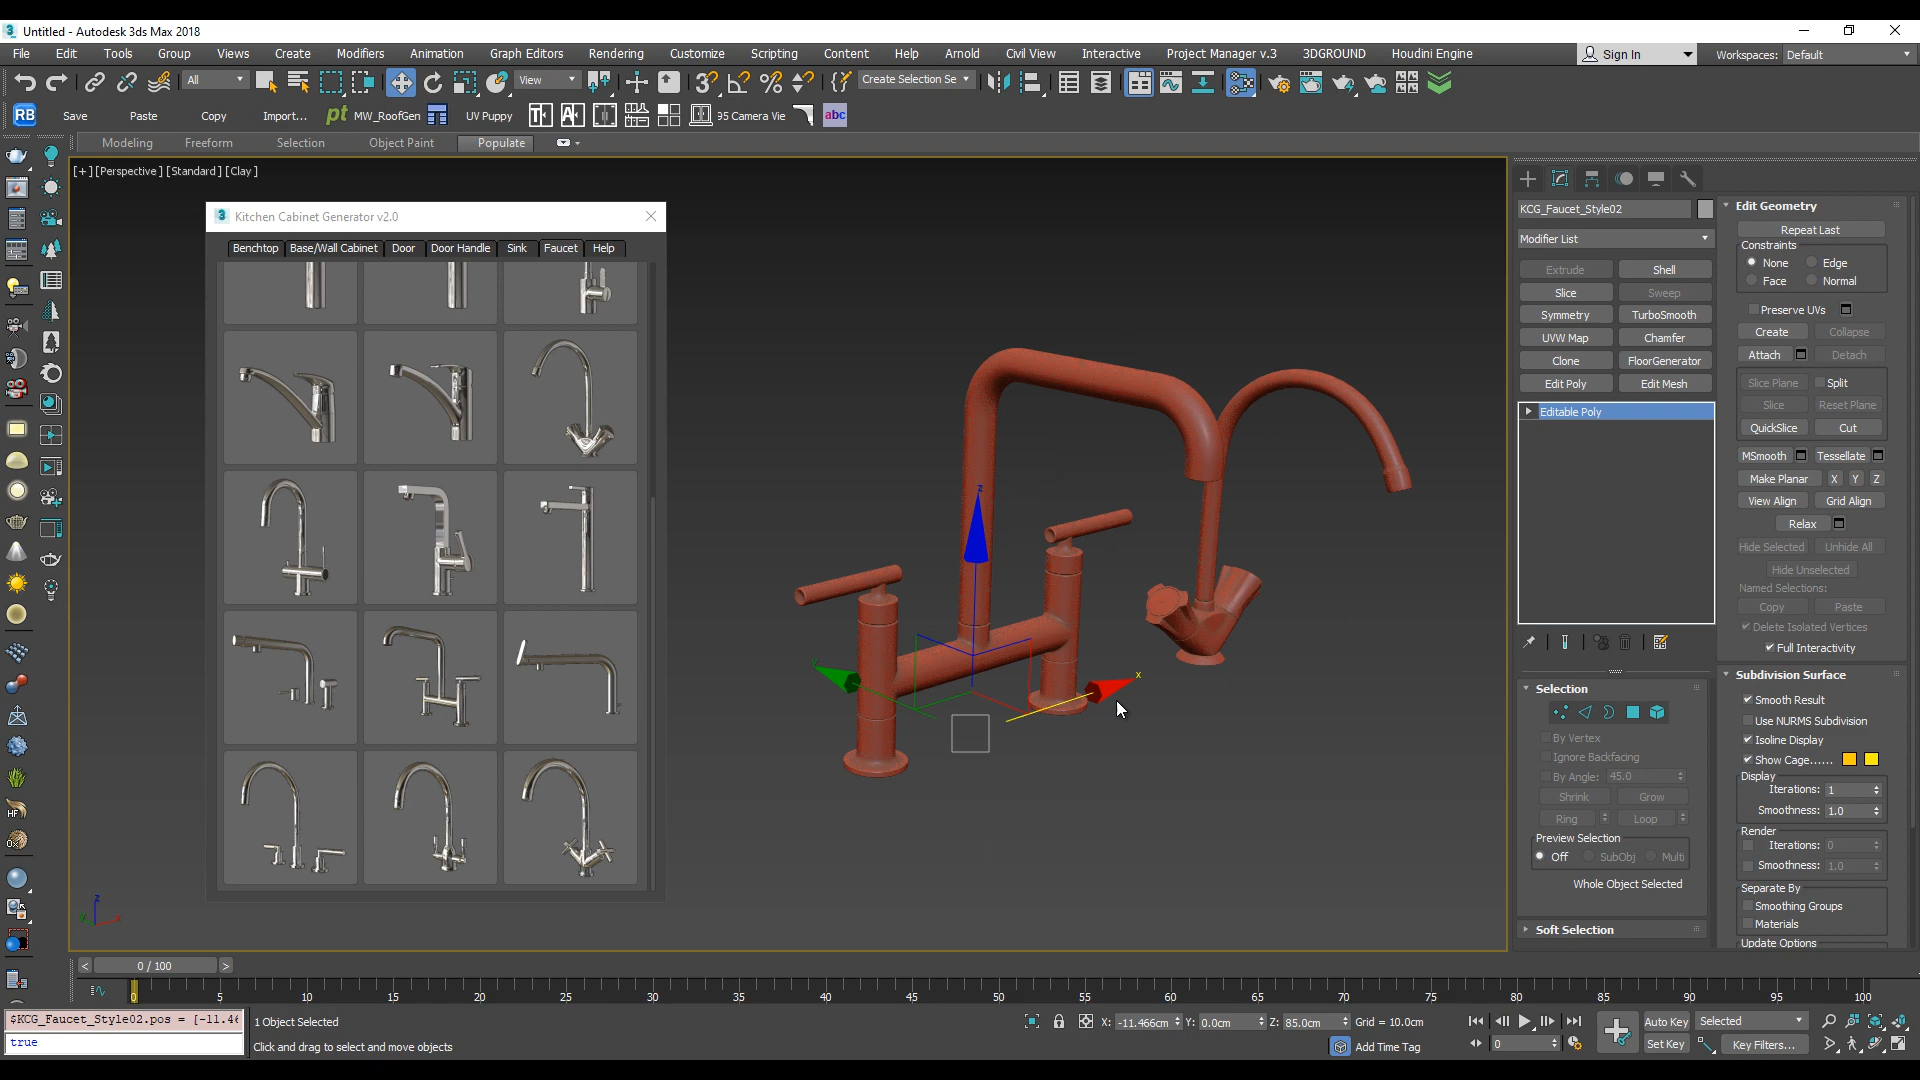 Untitled - Autodesk 3ds Max 2018
File Edit Tools Group Views Create Modifiers Animation Graph Editors Rendering Customize Scripting Content Help Arnold Civil View Interactive Project Manager v.3 3DGROUND Houdini Engine
Sign In Workspaces: Default
All View Create Selection Se
RB Save Paste Copy Import... pt MW_RoofGen UV Puppy 95 Camera Vie abc
Modeling Freeform Selection Object Paint Populate
[+] [Perspective] [Standard] [Clay]
Kitchen Cabinet Generator v2.0
Benchtop Base/Wall Cabinet Door Door Handle Sink Faucet Help
z
x
KCG_Faucet_Style02
Modifier List
Extrude Shell
Slice Sweep
Symmetry TurboSmooth
UVW Map Chamfer
Clone FloorGenerator
Edit Poly Edit Mesh
Editable Poly
Selection
By Vertex
Ignore Backfacing
By Angle: 45.0
Shrink Grow
Ring Loop
Preview Selection
Off SubObj Multi
Whole Object Selected
Soft Selection
Edit Geometry
Repeat Last
Constraints
None Edge
Face Normal
Preserve UVs
Create Collapse
Attach Detach
Slice Plane Split
Slice Reset Plane
QuickSlice Cut
MSmooth Tessellate
Make Planar X Y Z
View Align Grid Align
Relax
Hide Selected Unhide All
Hide Unselected
Named Selections:
Copy Paste
Delete Isolated Vertices
Full Interactivity
Subdivision Surface
Smooth Result
Use NURMS Subdivision
Isoline Display
Show Cage......
Display
Iterations: 1
Smoothness: 1.0
Render
Iterations: 0
Smoothness: 1.0
Separate By
Smoothing Groups
Materials
Update Options
< 0 / 100 >
0 5 10 15 20 25 30 35 40 45 50 55 60 65 70 75 80 85 90 95 100
$KCG_Faucet_Style02.pos = [-11.46
true
1 Object Selected
Click and drag to select and move objects
X: -11.466cm Y: 0.0cm Z: 85.0cm Grid = 10.0cm
Add Time Tag
0
Auto Key Selected
Set Key Key Filters...